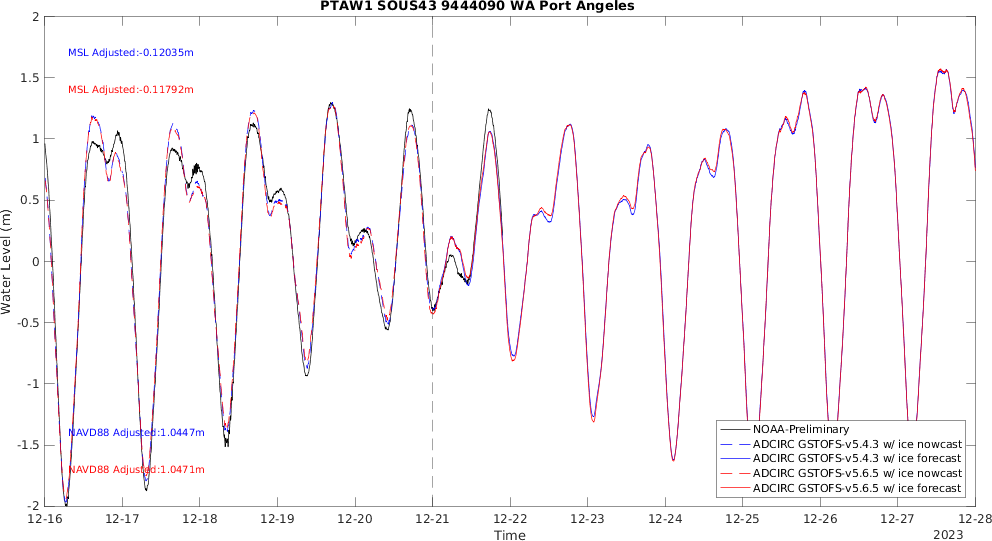 PTAW1 SOUS43 9444090 WA Port Angeles
MSL Adjusted:-0.12035m
MSL Adjusted:-0.11792m
NAVD88 Adjusted:1.0447m
NAVD88 Adjusted:1.0471m
Water Level (m)
2
1.5
1
0.5
0
-0.5
-1
-1.5
-2
NOAA-Preliminary
ADCIRC GSTOFS-v5.4.3 w/ ice nowcast
ADCIRC GSTOFS-v5.4.3 w/ ice forecast
ADCIRC GSTOFS-v5.6.5 w/ ice nowcast
ADCIRC GSTOFS-v5.6.5 w/ ice forecast
12-16 12-17 12-18 12-19 12-20 12-21 12-22 12-23 12-24 12-25 12-26 12-27 12-28
Time
2023